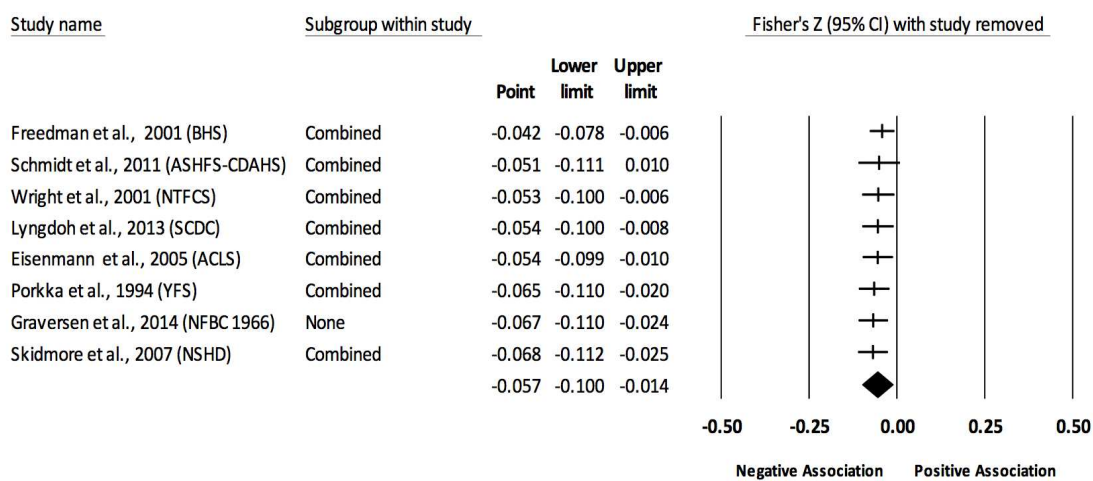 Study name Subgroup within study Fisher's Z (95% CI) with study removed
Lower Upper
Point limit limit
Freedman et al., 2001 (BHS) Combined -0.042 -0.078 -0.006
Schmidt et al., 2011 (ASHFS-CDAHS) Combined -0.051 -0.111 0.010
Wright et al., 2001 (NTFCS) Combined -0.053 -0.100 -0.006
Lyngdoh et al., 2013 (SCDC) Combined -0.054 -0.100 -0.008
Eisenmann et al., 2005 (ACLS) Combined -0.054 -0.099 -0.010
Porkka et al., 1994 (YFS) Combined -0.065 -0.110 -0.020
Graversen et al., 2014 (NFBC 1966) None -0.067 -0.110 -0.024
Skidmore et al., 2007 (NSHD) Combined -0.068 -0.112 -0.025
-0.057 -0.100 -0.014
-0.50 -0.25 0.00 0.25 0.50
Negative Association Positive Association